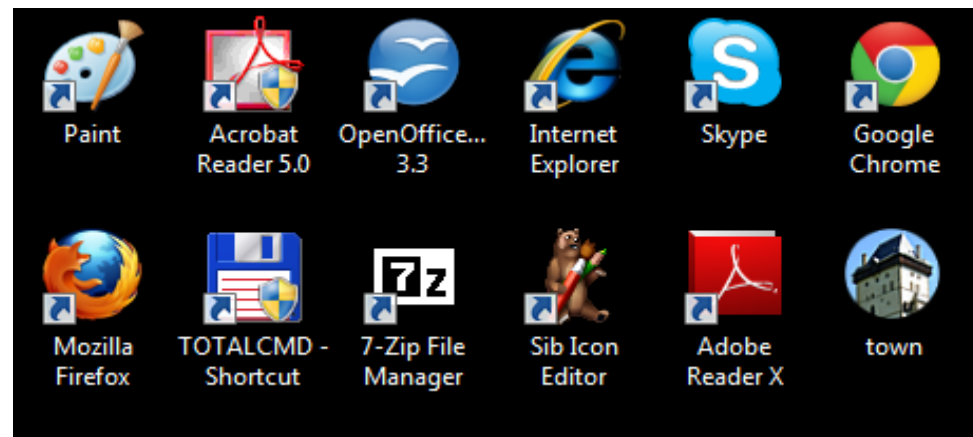 Paint
Acrobat
Reader 5.0
OpenOffice...
3.3
Internet
Explorer
S
Skype
Google
Chrome
Mozilla
Firefox
TOTALCMD -
Shortcut
7z
7-Zip File
Manager
Sib Icon
Editor
Adobe
Reader X
town